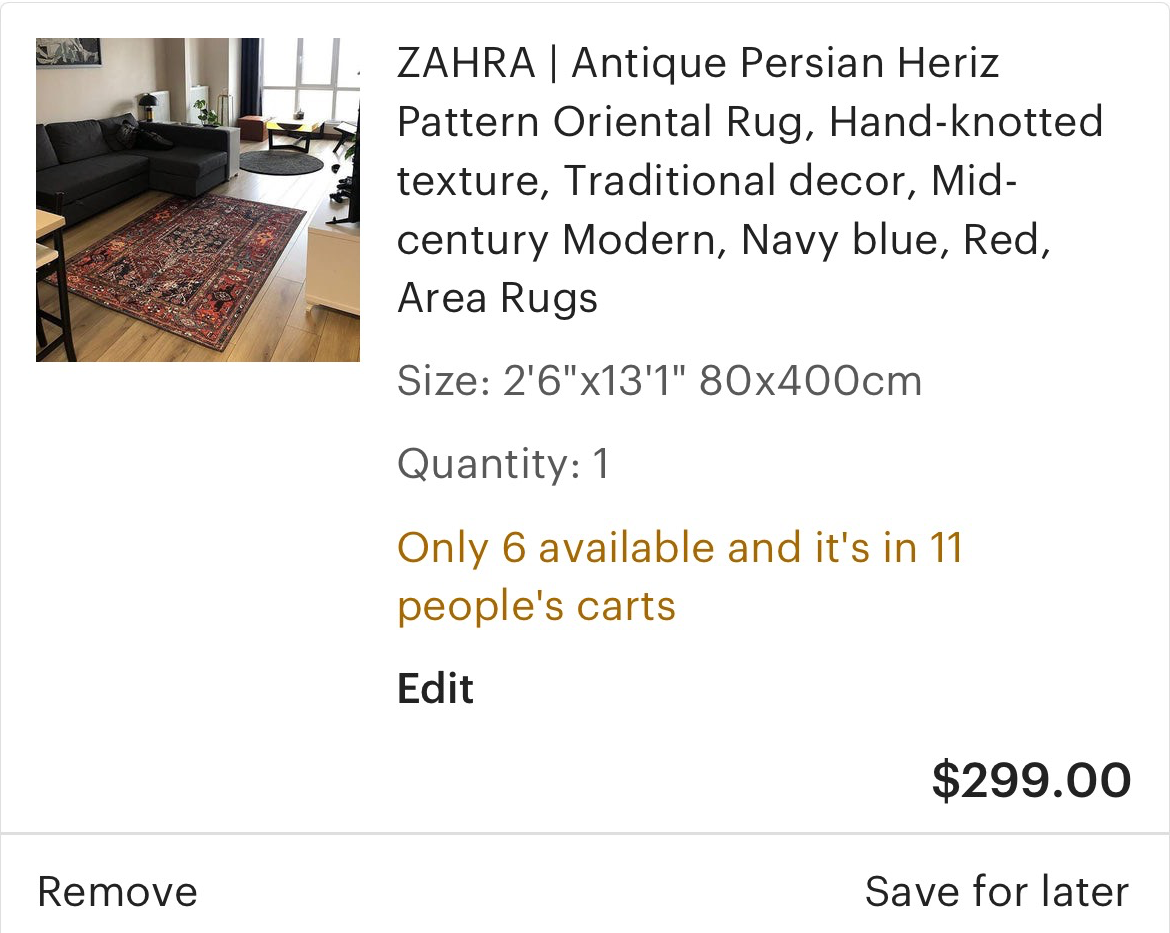 ZAHRA | Antique Persian Heriz
Pattern Oriental Rug, Hand-knotted
texture, Traditional decor, Mid-
century Modern, Navy blue, Red,
Area Rugs
Size: 2'6"x13'1" 80x400cm
Quantity: 1
Only 6 available and it's in 11
people's carts
Edit
$299.00
Remove
Save for later